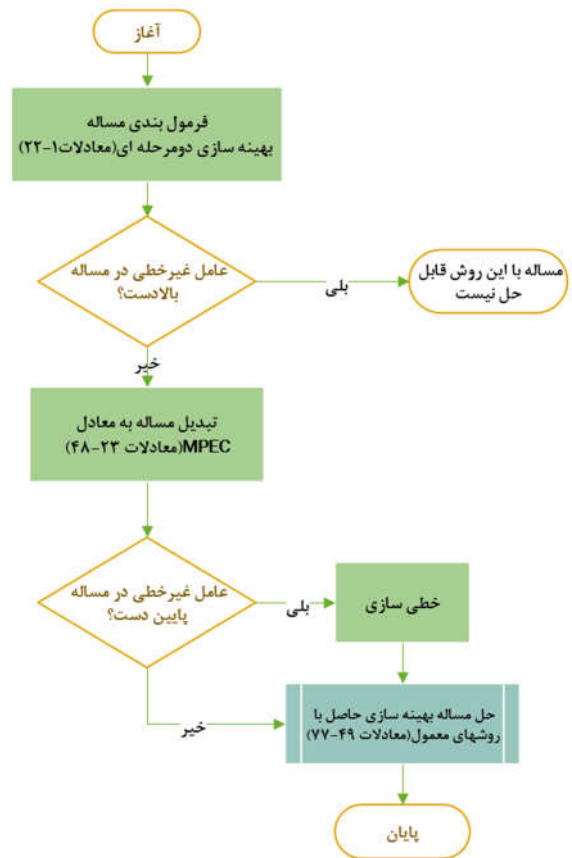 آغاز
فرمول بندی مساله
بهینه سازی دومرحله ای(معادلات۱-۲۲)
عامل غیرخطی در مساله
بالادست؟
بلی
مساله با این روش قابل
حل نیست
خیر
تبدیل مساله به معادل
MPEC(معادلات ۲۳-۴۸)
عامل غیرخطی در مساله
پایین دست؟
بلی
خطی سازی
خیر
حل مساله بهینه سازی حاصل با
روشهای معمول(معادلات ۴۹-۷۷)
پایان